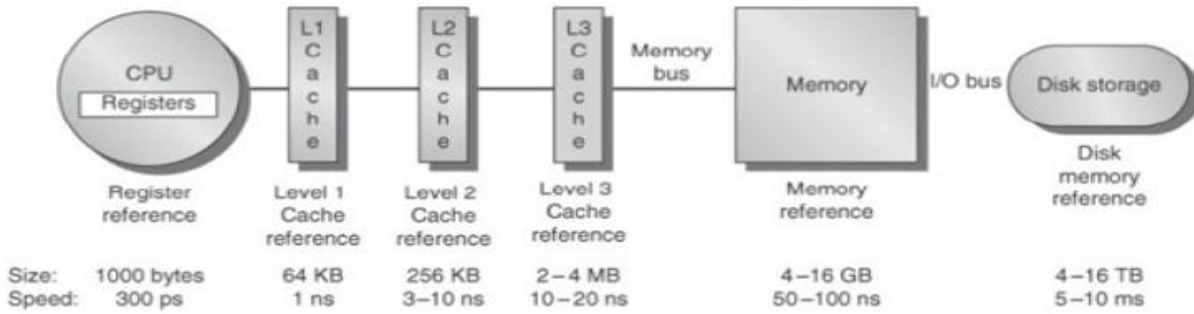 CPU
Registers
L1
C
a
c
h
e
L2
C
a
c
h
e
L3
C
a
c
h
e
Memory
bus
Memory
I/O bus
Disk storage
Register
reference
Level 1
Cache
reference
Level 2
Cache
reference
Level 3
Cache
reference
Memory
reference
Disk
memory
reference
Size: 1000 bytes 64 KB 256 KB 2–4 MB 4–16 GB 4–16 TB
Speed: 300 ps 1 ns 3–10 ns 10–20 ns 50–100 ns 5–10 ms